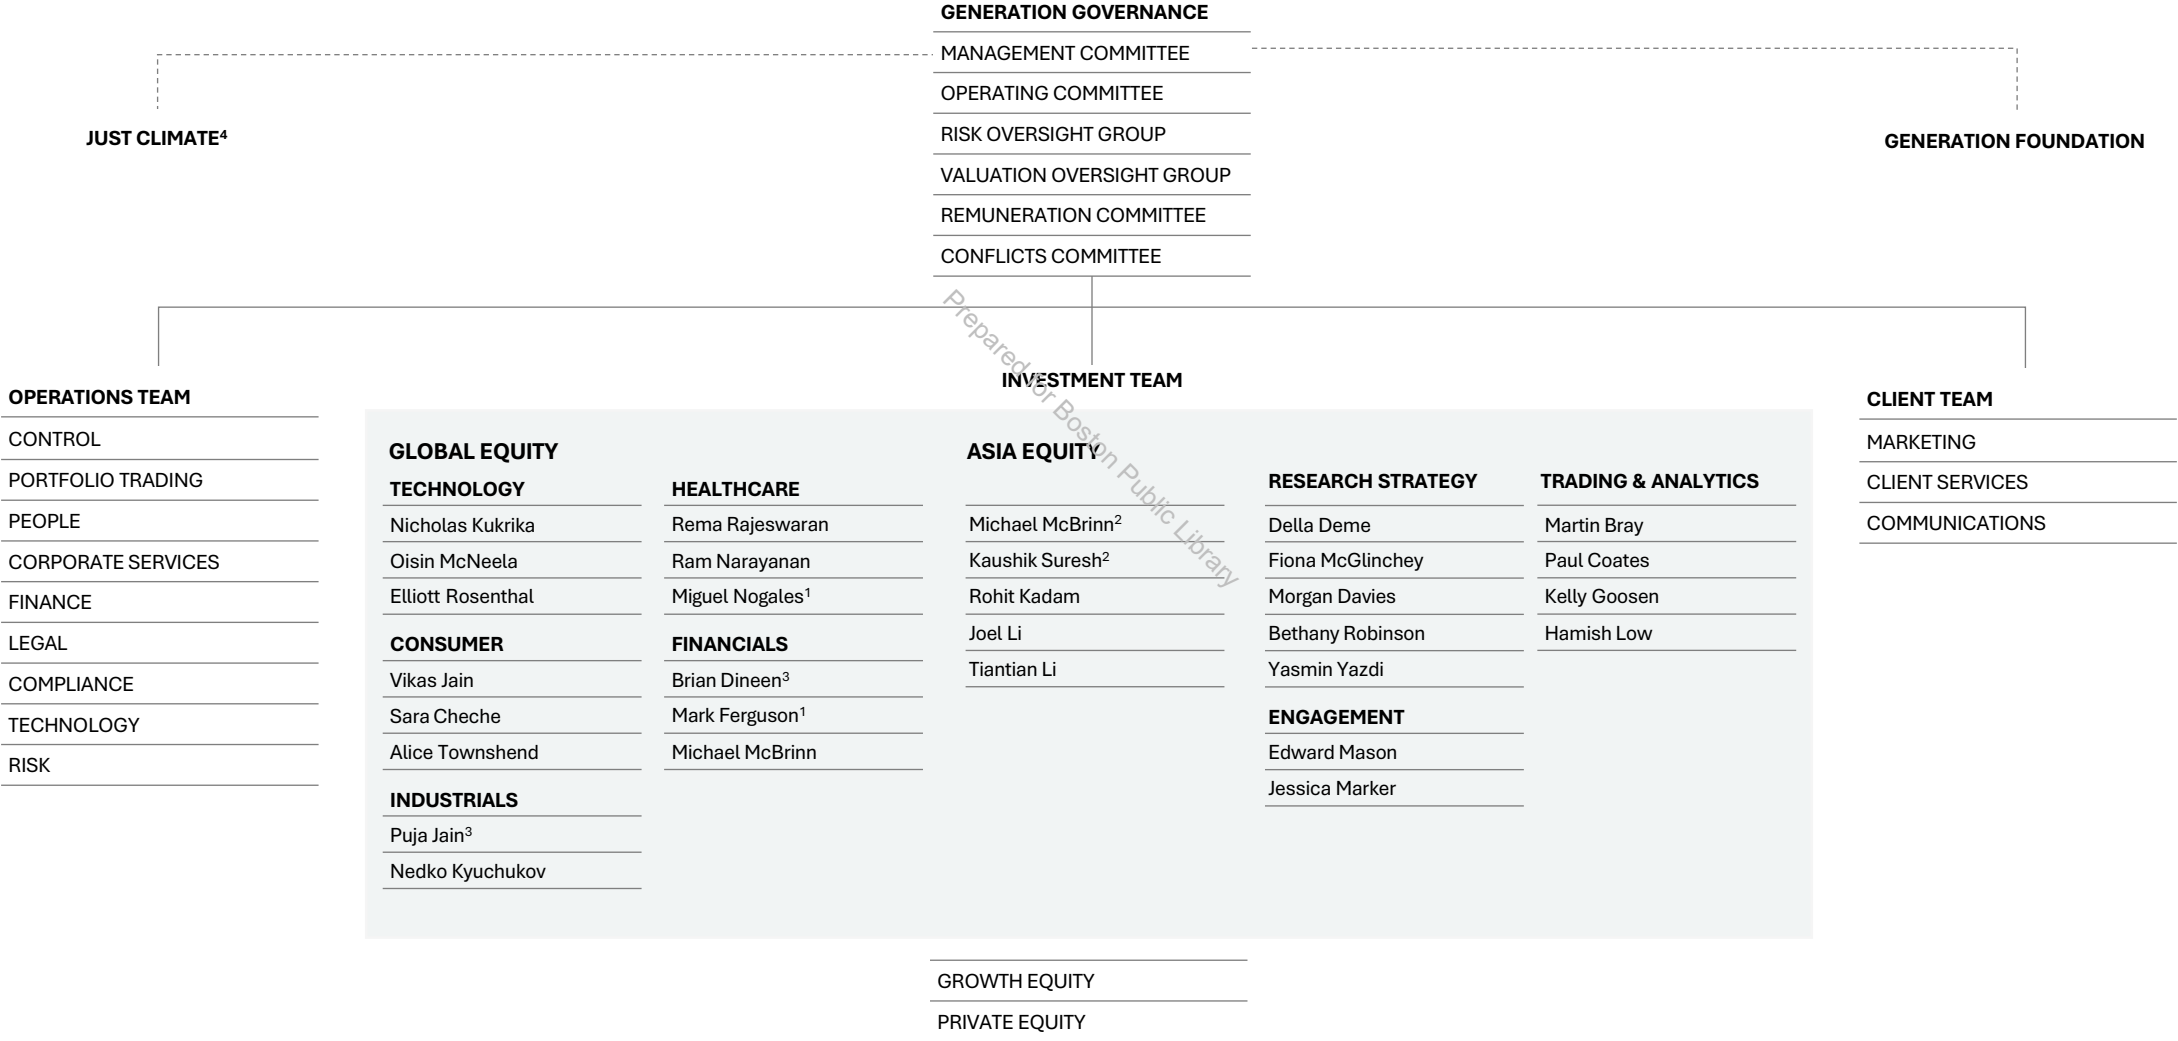 GENERATION GOVERNANCE
MANAGEMENT COMMITTEE
OPERATING COMMITTEE
RISK OVERSIGHT GROUP
VALUATION OVERSIGHT GROUP
REMUNERATION COMMITTEE
CONFLICTS COMMITTEE
JUST CLIMATE⁴
GENERATION FOUNDATION
Prepared for Boston Public Library
OPERATIONS TEAM
CONTROL
PORTFOLIO TRADING
PEOPLE
CORPORATE SERVICES
FINANCE
LEGAL
COMPLIANCE
TECHNOLOGY
RISK
INVESTMENT TEAM
GLOBAL EQUITY
TECHNOLOGY
Nicholas Kukrika
Oisin McNeela
Elliott Rosenthal
CONSUMER
Vikas Jain
Sara Cheche
Alice Townshend
INDUSTRIALS
Puja Jain³
Nedko Kyuchukov
HEALTHCARE
Rema Rajeswaran
Ram Narayanan
Miguel Nogales¹
FINANCIALS
Brian Dineen³
Mark Ferguson¹
Michael McBrinn
ASIA EQUITY
Michael McBrinn²
Kaushik Suresh²
Rohit Kadam
Joel Li
Tiantian Li
RESEARCH STRATEGY
Della Deme
Fiona McGlinchey
Morgan Davies
Bethany Robinson
Yasmin Yazdi
ENGAGEMENT
Edward Mason
Jessica Marker
TRADING & ANALYTICS
Martin Bray
Paul Coates
Kelly Goosen
Hamish Low
CLIENT TEAM
MARKETING
CLIENT SERVICES
COMMUNICATIONS
GROWTH EQUITY
PRIVATE EQUITY